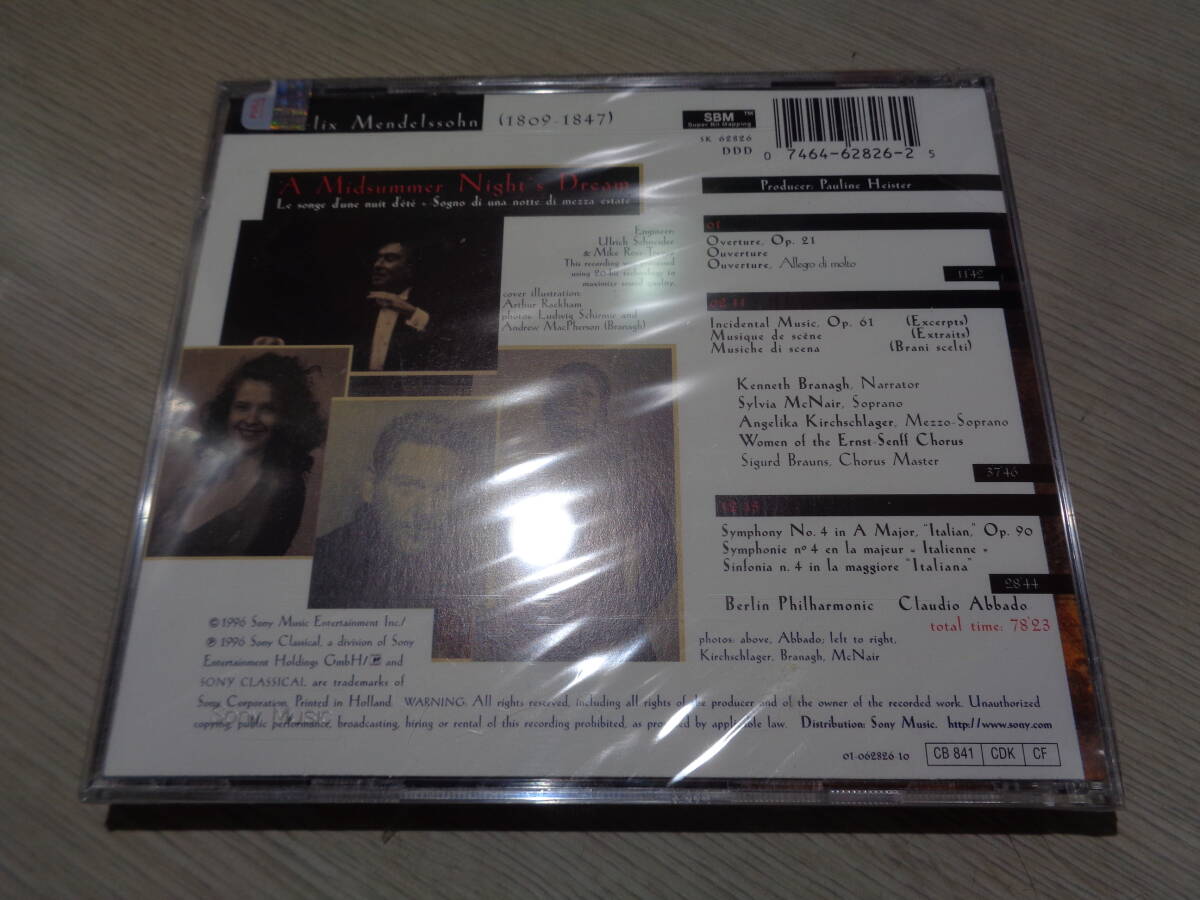 lix Mendelssohn (1809-1847)
SBM ™
Super Bit Mapping
SK 62826
DDD
0 7464-62826-2 5
A Midsummer Night's Dream
Le songe d'une nuit d'été • Sogno di una notte di mezza estate
Engineer:
Ulrich Schneider
& Mike
This recording
using 20-bit technology to
maximize sound quality.
cover illustration:
Arthur Rackham
photos: Ludwig Schirmer and
Andrew MacPherson (Branagh)
Producer: Pauline Heister
01
Overture, Op. 21
Ouverture
Ouverture, Allegro di molto
11'42
02-11
Incidental Music, Op. 61 (Excerpts)
Musique de scène (Extraits)
Musiche di scena (Brani scelti)
Kenneth Branagh, Narrator
Sylvia McNair, Soprano
Angelika Kirchschlager, Mezzo-Soprano
Women of the Ernst-Senff Chorus
Sigurd Brauns, Chorus Master
37'46
12-15
Symphony No. 4 in A Major, "Italian," Op. 90
Symphonie nº 4 en la majeur « Italienne »
Sinfonia n. 4 in la maggiore "Italiana"
28'44
Berlin Philharmonic Claudio Abbado
total time: 78'23
photos: above, Abbado; left to right,
Kirchschlager, Branagh, McNair
© 1996 Sony Music Entertainment Inc./
℗ 1996 Sony Classical, a division of Sony
Entertainment Holdings GmbH/ and
SONY CLASSICAL are trademarks of
Sony Corporation. Printed in Holland. WARNING: All rights reserved, including all rights of the producer and of the owner of the recorded work. Unauthorized
copying, public performance, broadcasting, hiring or rental of this recording prohibited, as provided by applicable law. Distribution: Sony Music. http://www.sony.com
SONY MUSIC
01-062826-10 CB 841 CDK CF